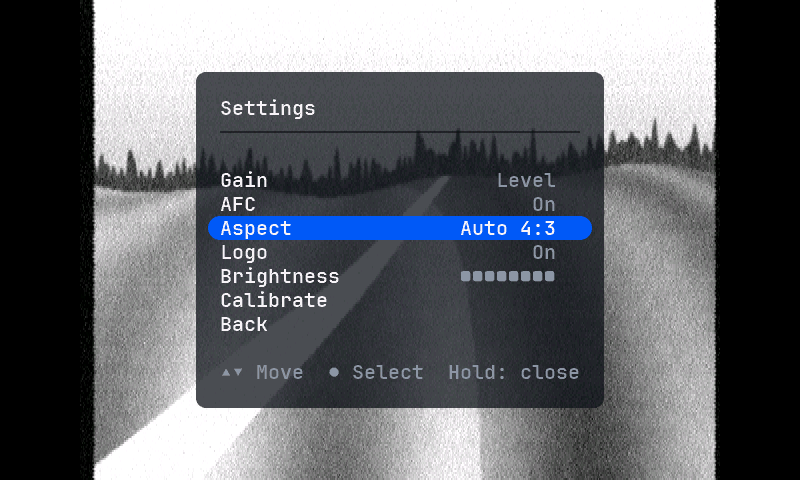 Settings
Gain Level
AFC On
Aspect Auto 4:3
Logo On
Brightness
Calibrate
Back
▲▼ Move ● Select Hold: close